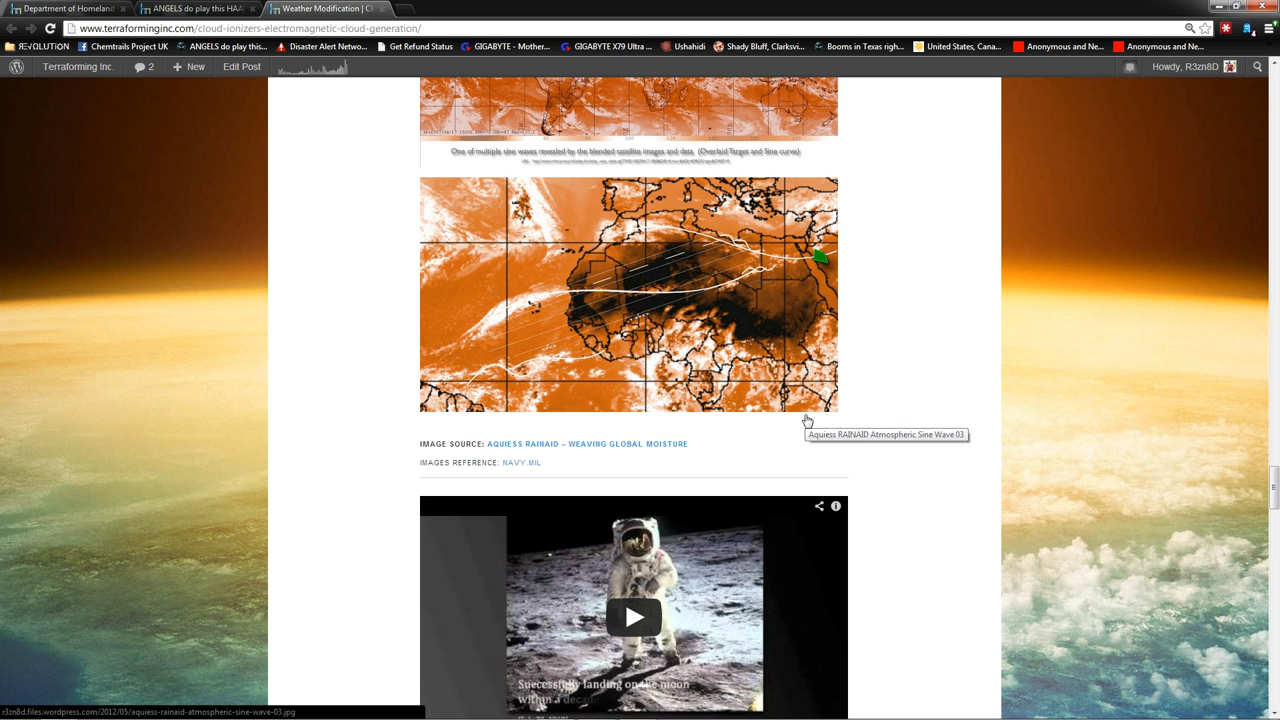 Department of Homeland
ANGELS do play this HAA
Weather Modification | Cl
www.terraforminginc.com/cloud-ionizers-electromagnetic-cloud-generation/
ЯΞVΩLUTiΩN
Chemtrails Project UK
ANGELS do play this...
Disaster Alert Netwo...
Get Refund Status
GIGABYTE - Mother...
GIGABYTE X79 Ultra ...
Ushahidi
Shady Bluff, Clarksvi...
Booms in Texas righ...
United States, Cana...
Anonymous and Ne...
Anonymous and Ne...
Terraforming Inc.
2
New
Edit Post
Howdy, R3zn8D
One of multiple sine waves revealed by the blended satellite images and data. (Overlaid Target and Sine curve)
Aquiess RAINAID Atmospheric Sine Wave 03
IMAGE SOURCE: AQUIESS RAINAID – WEAVING GLOBAL MOISTURE
IMAGES REFERENCE: NAVY.MIL
Successfully landing on the moon
within a decade
r3zn8d.files.wordpress.com/2012/05/aquiess-rainaid-atmospheric-sine-wave-03.jpg